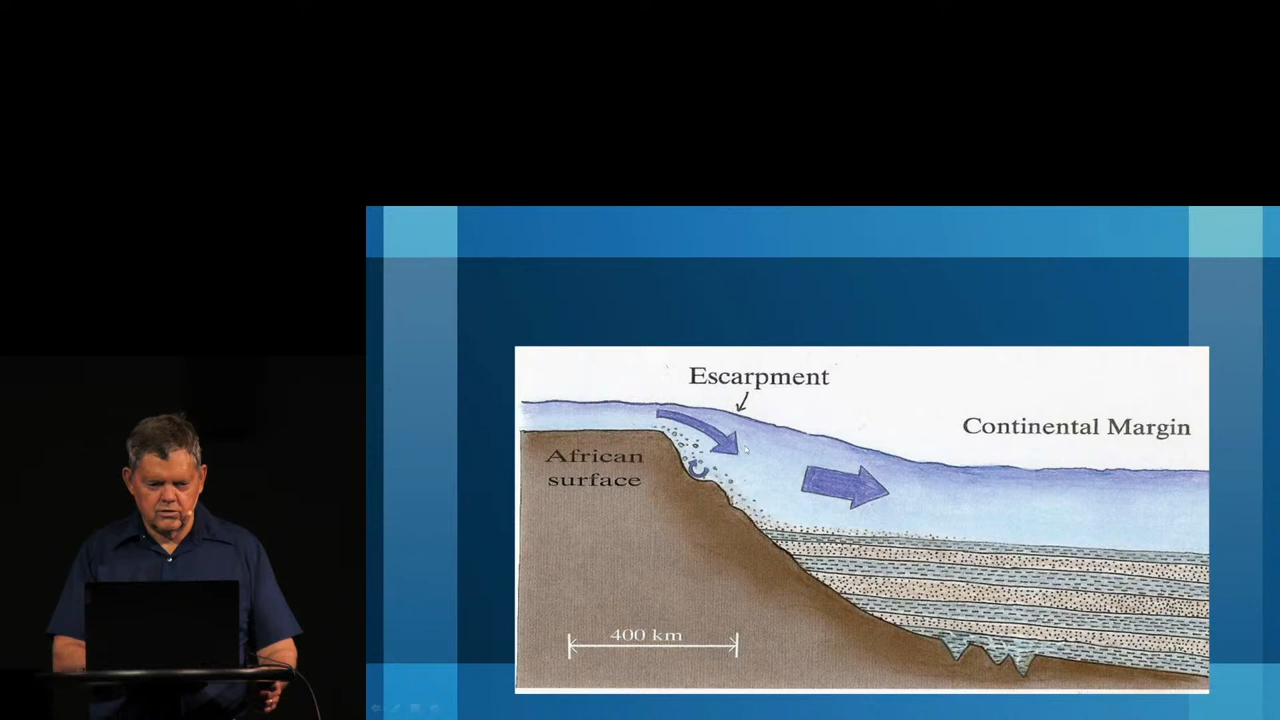 Escarpment
Continental Margin
African
surface
400 km